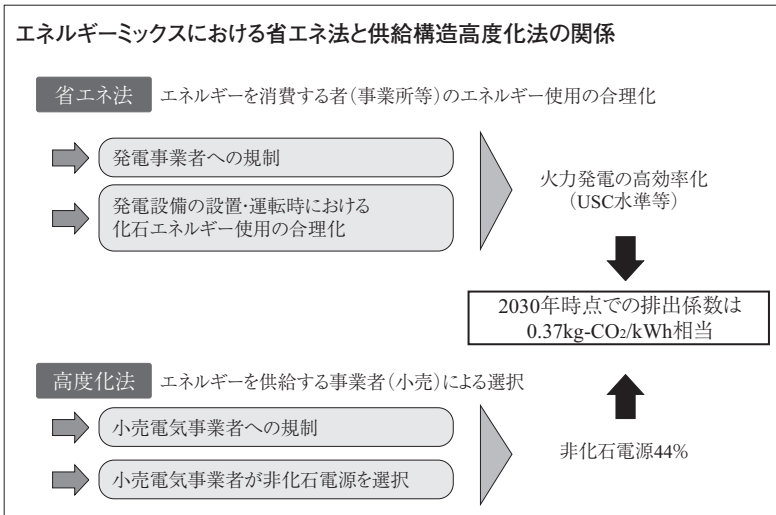 エネルギーミックスにおける省エネ法と供給構造高度化法の関係
省エネ法 エネルギーを消費する者（事業所等）のエネルギー使用の合理化
発電事業者への規制
発電設備の設置・運転時における
化石エネルギー使用の合理化
火力発電の高効率化
（USC水準等）
2030年時点での排出係数は
0.37kg-CO₂/kWh相当
高度化法 エネルギーを供給する事業者（小売）による選択
小売電気事業者への規制
小売電気事業者が非化石電源を選択
非化石電源44%